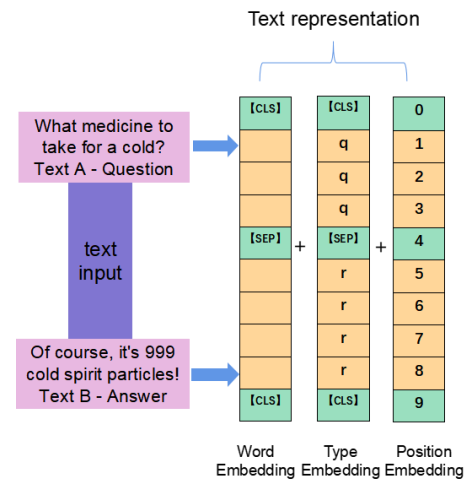 Text representation
What medicine to
take for a cold?
Text A - Question
text
input
Of course, it's 999
cold spirit particles!
Text B - Answer
【CLS】 【CLS】 0
q 1
q 2
q 3
【SEP】 + 【SEP】 + 4
r 5
r 6
r 7
r 8
【CLS】 【CLS】 9
Word
Embedding
Type
Embedding
Position
Embedding